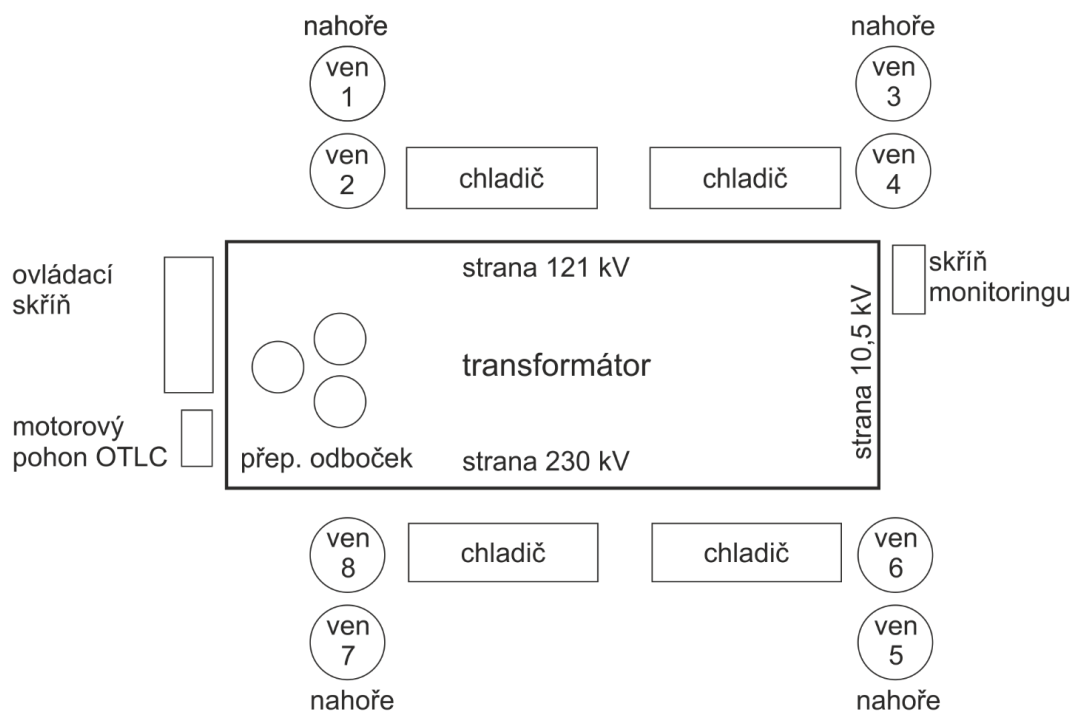 nahoře
nahoře
ven
1
ven
3
ven
2
chladič
chladič
ven
4
ovládací
skříň
strana 121 kV
skříň
monitoringu
transformátor
strana 10,5 kV
motorový
pohon OTLC
přep. odboček
strana 230 kV
ven
8
chladič
chladič
ven
6
ven
7
ven
5
nahoře
nahoře